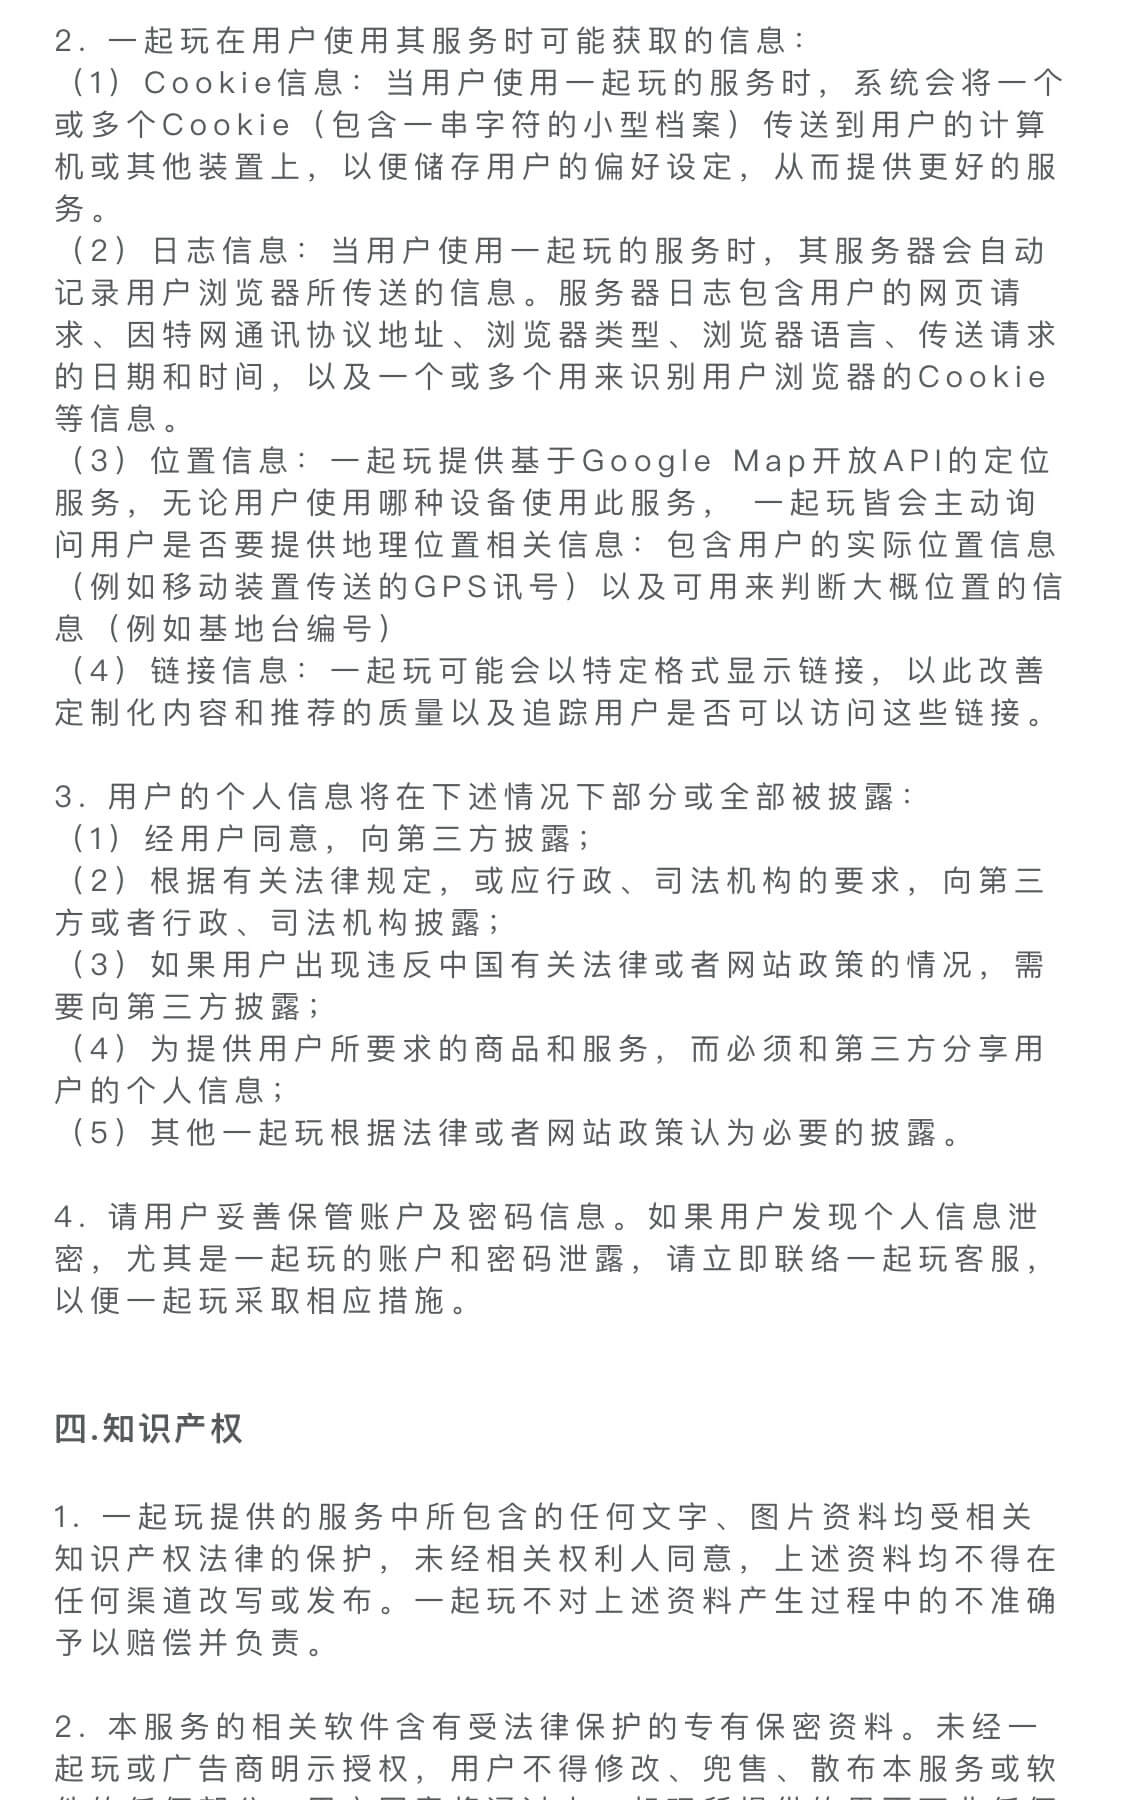 2. 一起玩在用户使用其服务时可能获取的信息：
（1）Cookie信息：当用户使用一起玩的服务时，系统会将一个
或多个Cookie（包含一串字符的小型档案）传送到用户的计算
机或其他装置上，以便储存用户的偏好设定，从而提供更好的服
务。
（2）日志信息：当用户使用一起玩的服务时，其服务器会自动
记录用户浏览器所传送的信息。服务器日志包含用户的网页请
求、因特网通讯协议地址、浏览器类型、浏览器语言、传送请求
的日期和时间，以及一个或多个用来识别用户浏览器的Cookie
等信息。
（3）位置信息：一起玩提供基于Google Map开放API的定位
服务，无论用户使用哪种设备使用此服务， 一起玩皆会主动询
问用户是否要提供地理位置相关信息：包含用户的实际位置信息
（例如移动装置传送的GPS讯号）以及可用来判断大概位置的信
息（例如基地台编号）
（4）链接信息：一起玩可能会以特定格式显示链接，以此改善
定制化内容和推荐的质量以及追踪用户是否可以访问这些链接。
3. 用户的个人信息将在下述情况下部分或全部被披露：
（1）经用户同意，向第三方披露；
（2）根据有关法律规定，或应行政、司法机构的要求，向第三
方或者行政、司法机构披露；
（3）如果用户出现违反中国有关法律或者网站政策的情况，需
要向第三方披露；
（4）为提供用户所要求的商品和服务，而必须和第三方分享用
户的个人信息；
（5）其他一起玩根据法律或者网站政策认为必要的披露。
4. 请用户妥善保管账户及密码信息。如果用户发现个人信息泄
密，尤其是一起玩的账户和密码泄露，请立即联络一起玩客服，
以便一起玩采取相应措施。
四.知识产权
1. 一起玩提供的服务中所包含的任何文字、图片资料均受相关
知识产权法律的保护，未经相关权利人同意，上述资料均不得在
任何渠道改写或发布。一起玩不对上述资料产生过程中的不准确
予以赔偿并负责。
2. 本服务的相关软件含有受法律保护的专有保密资料。未经一
起玩或广告商明示授权，用户不得修改、兜售、散布本服务或软